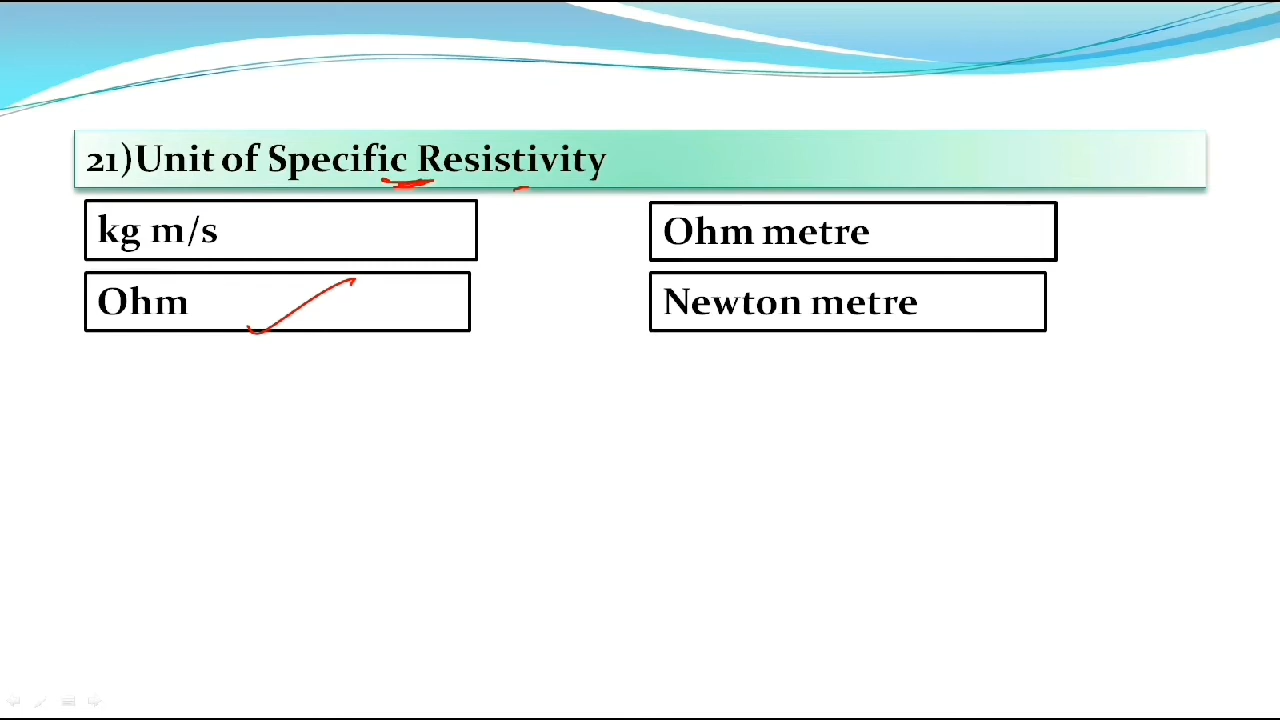 21)Unit of Specific Resistivity
kg m/s
Ohm metre
Ohm
Newton metre